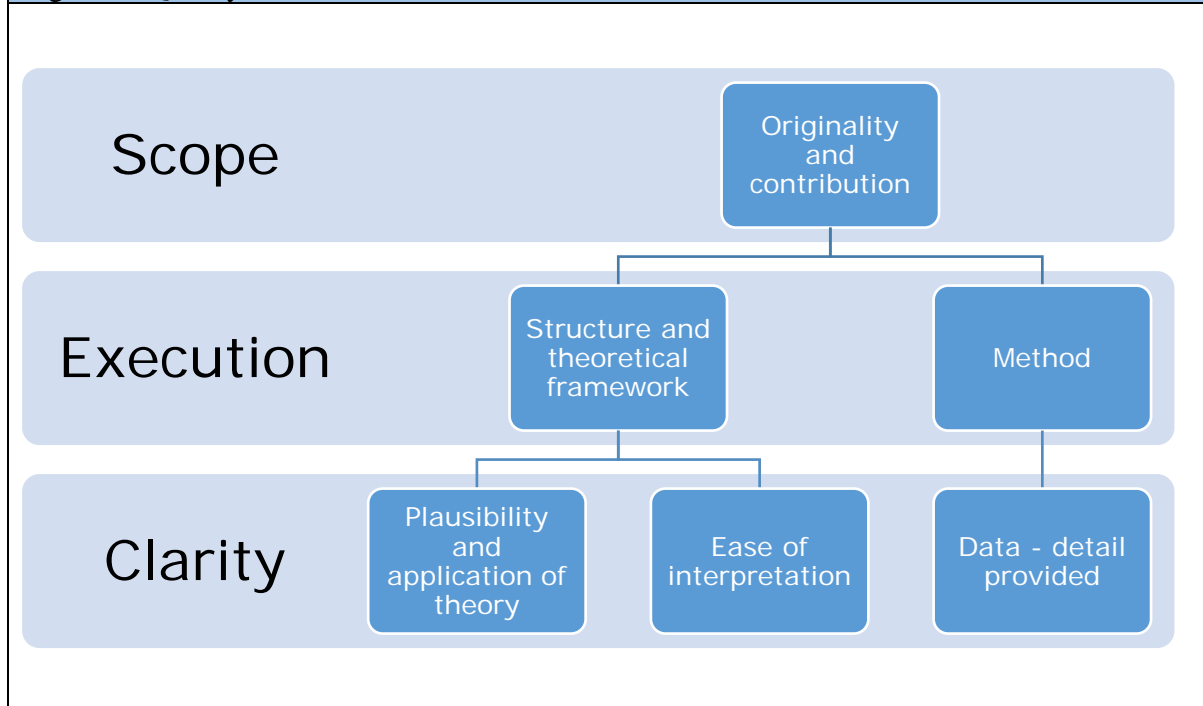 Scope
Originality
and
contribution
Execution
Structure and
theoretical
framework
Method
Clarity
Plausibility
and
application of
theory
Ease of
interpretation
Data - detail
provided